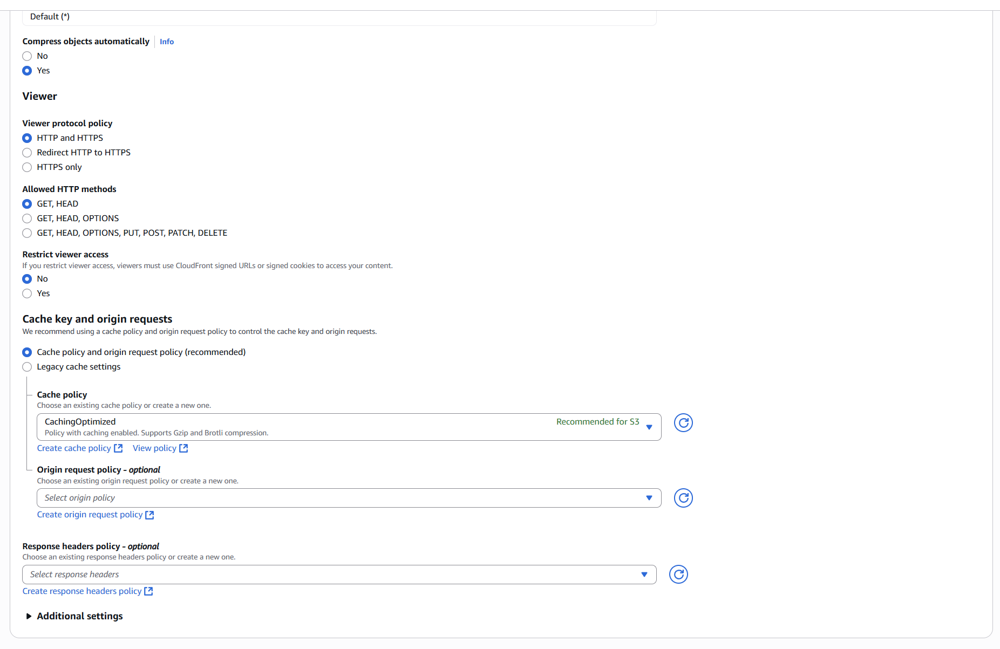 Default (*)
Compress objects automatically Info
No
Yes
Viewer
Viewer protocol policy
HTTP and HTTPS
Redirect HTTP to HTTPS
HTTPS only
Allowed HTTP methods
GET, HEAD
GET, HEAD, OPTIONS
GET, HEAD, OPTIONS, PUT, POST, PATCH, DELETE
Restrict viewer access
If you restrict viewer access, viewers must use CloudFront signed URLs or signed cookies to access your content.
No
Yes
Cache key and origin requests
We recommend using a cache policy and origin request policy to control the cache key and origin requests.
Cache policy and origin request policy (recommended)
Legacy cache settings
Cache policy
Choose an existing cache policy or create a new one.
CachingOptimized Recommended for S3
Policy with caching enabled. Supports Gzip and Brotli compression.
Create cache policy View policy
Origin request policy - optional
Choose an existing origin request policy or create a new one.
Select origin policy
Create origin request policy
Response headers policy - optional
Choose an existing response headers policy or create a new one.
Select response headers
Create response headers policy
Additional settings